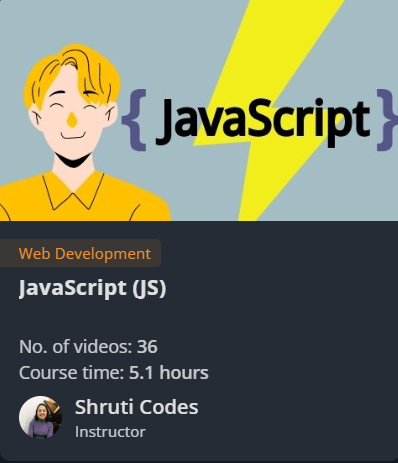 { JavaScript }
Web Development
JavaScript (JS)
No. of videos: 36
Course time: 5.1 hours
Shruti Codes
Instructor